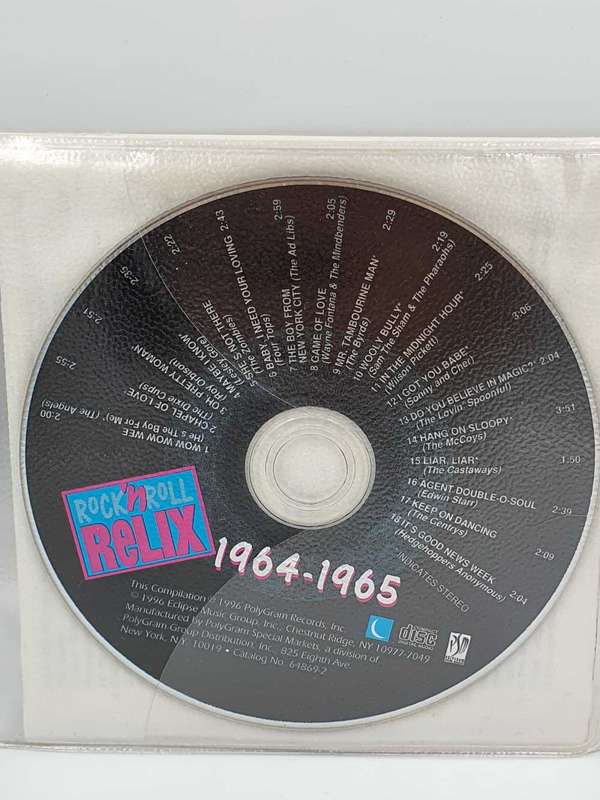 1 WOW WOW WEE
(He's The Boy For Me) (The Angels) 2:00
2 CHAPEL OF LOVE
(The Dixie Cups) 2:55
3 OH, PRETTY WOMAN*
(Roy Orbison)
4 MAYBE I KNOW*
(Lesley Gore) 2:35
5 SHE'S NOT THERE
(The Zombies) 2:22
6 BABY, I NEED YOUR LOVING
(Four Tops) 2:43
7 THE BOY FROM
NEW YORK CITY (The Ad Libs) 2:59
8 GAME OF LOVE
(Wayne Fontana & The Mindbenders) 2:05
9 MR. TAMBOURINE MAN*
(The Byrds) 2:29
10 WOOLY BULLY*
(Sam The Sham & The Pharaohs) 2:19
11 IN THE MIDNIGHT HOUR*
(Wilson Picket) 2:25
12 I GOT YOU BABE*
(Sonny and Cher) 3:06
13 DO YOU BELIEVE IN MAGIC?* 2:04
(The Lovin' Spoonful)
14 HANG ON SLOOPY* 3:51
(The McCoys)
15 LIAR, LIAR* 1:50
(The Castaways)
16 AGENT DOUBLE-O-SOUL 2:39
(Edwin Starr)
17 KEEP ON DANCING 2:09
(The Gentrys)
18 IT'S GOOD NEWS WEEK 2:04
(Hedgehoppers Anonymous)
*INDICATES STEREO
ROCK 'n ROLL
ReLIX
1964-1965
This Compilation ℗ 1996 PolyGram Records, Inc.
© 1996 Eclipse Music Group, Inc., Chestnut Ridge, NY 10977-7049
Manufactured by PolyGram Special Markets, a division of
PolyGram Group Distribution, Inc., 825 Eighth Ave.
New York, N.Y. 10019 • Catalog No. 64869-2
COMPACT
disc
DIGITAL AUDIO